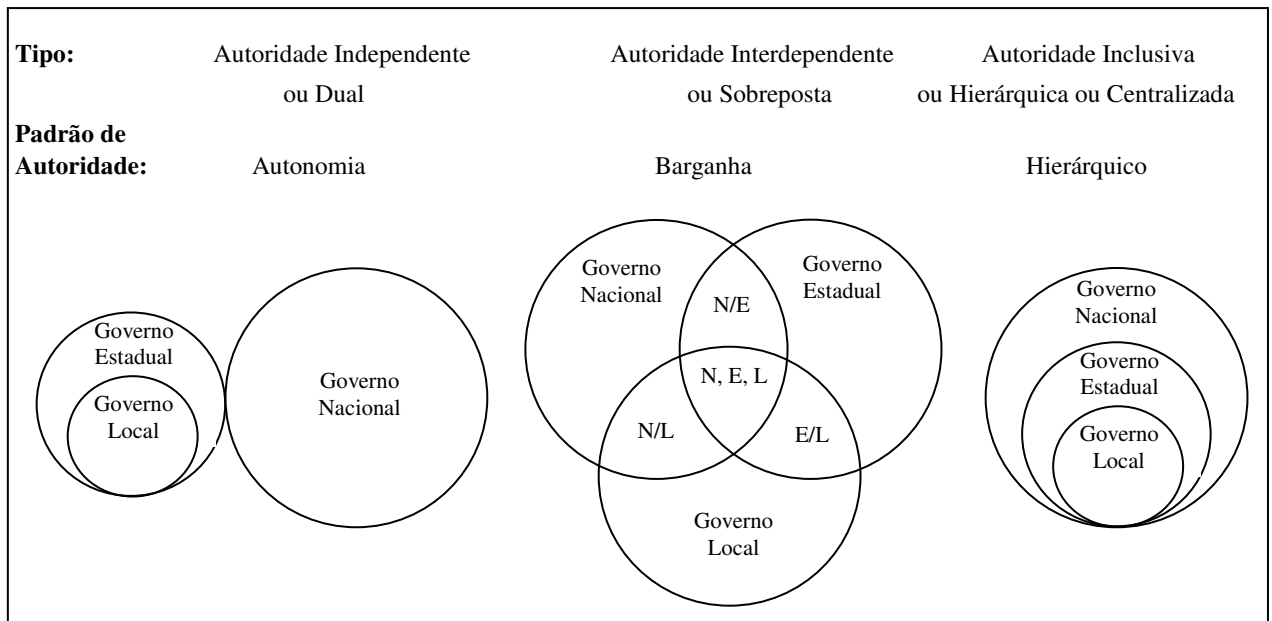 Tipo: Autoridade Independente Autoridade Interdependente Autoridade Inclusiva
ou Dual ou Sobreposta ou Hierárquica ou Centralizada
Padrão de
Autoridade: Autonomia Barganha Hierárquico
Governo
Estadual
Governo
Local
Governo
Nacional
Governo
Nacional
N/E
Governo
Estadual
N, E, L
N/L
E/L
Governo
Local
Governo
Nacional
Governo
Estadual
Governo
Local